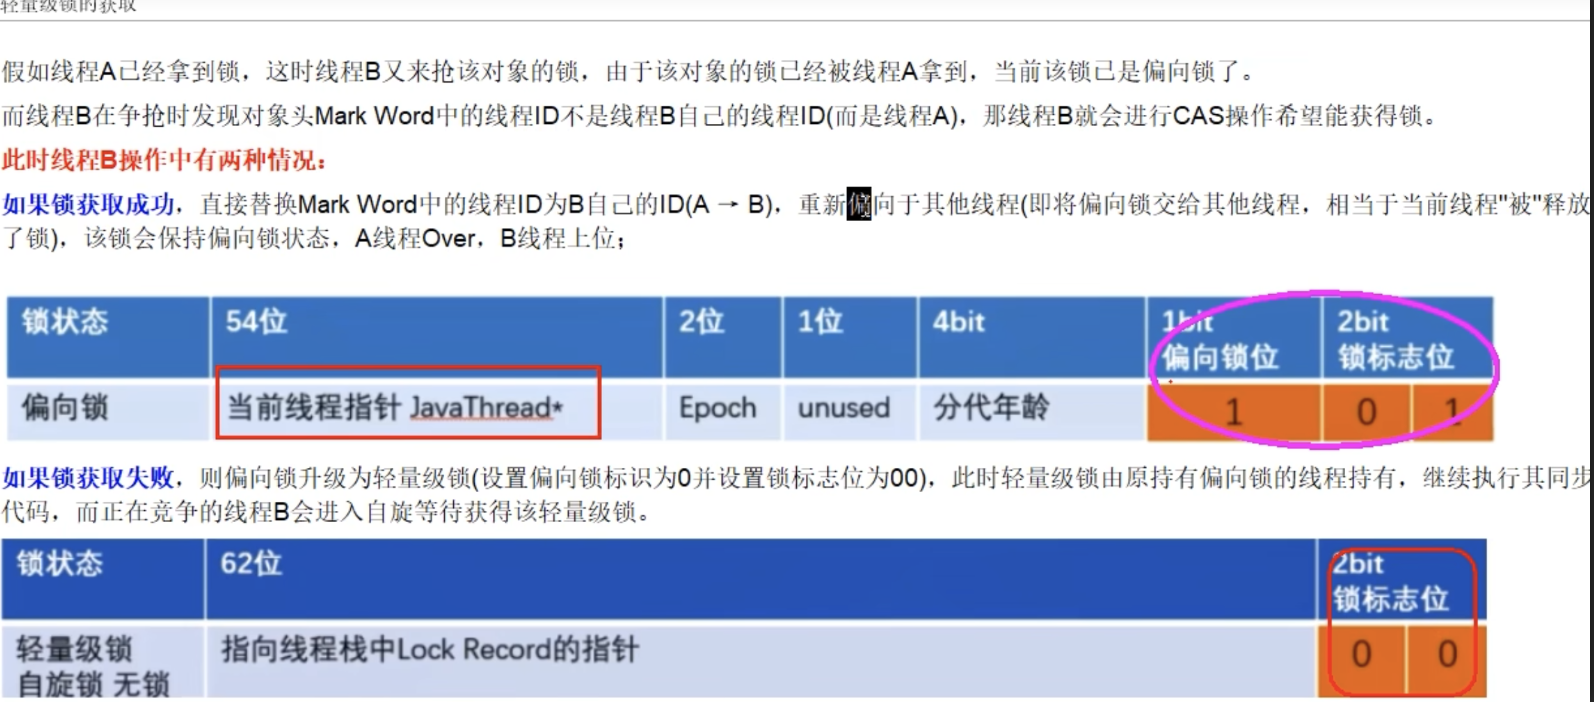 轻量级锁的获取
假如线程A已经拿到锁，这时线程B又来抢该对象的锁，由于该对象的锁已经被线程A拿到，当前该锁已是偏向锁了。
而线程B在争抢时发现对象头Mark Word中的线程ID不是线程B自己的线程ID(而是线程A)，那线程B就会进行CAS操作希望能获得锁。
此时线程B操作中有两种情况：
如果锁获取成功，直接替换Mark Word中的线程ID为B自己的ID(A → B)，重新偏向于其他线程(即将偏向锁交给其他线程，相当于当前线程"被"释放
了锁)，该锁会保持偏向锁状态，A线程Over，B线程上位；
锁状态 54位 2位 1位 4bit 1bit 2bit
偏向锁位 锁标志位
偏向锁 当前线程指针 JavaThread* Epoch unused 分代年龄 1 0 1
如果锁获取失败，则偏向锁升级为轻量级锁(设置偏向锁标识为0并设置锁标志位为00)，此时轻量级锁由原持有偏向锁的线程持有，继续执行其同步
代码，而正在竞争的线程B会进入自旋等待获得该轻量级锁。
锁状态 62位 2bit
锁标志位
轻量级锁 指向线程栈中Lock Record的指针 0 0
自旋锁 无锁